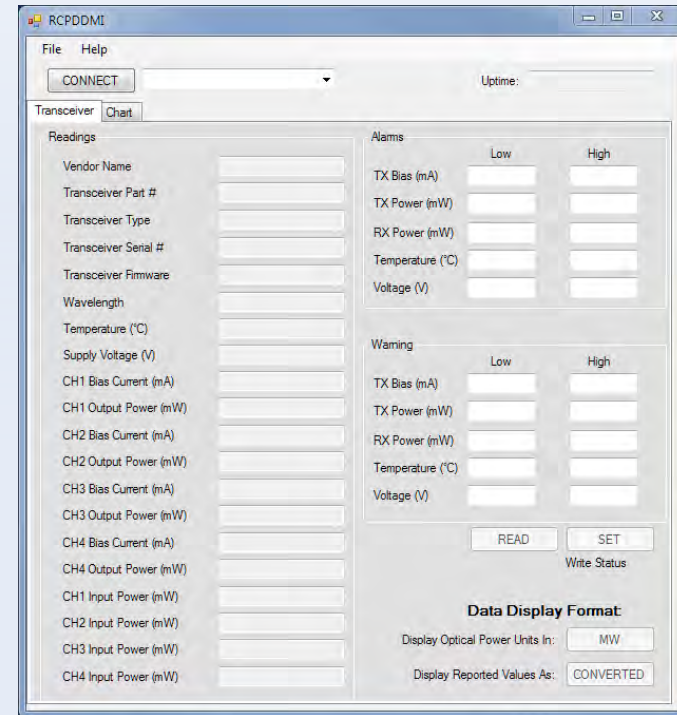 RCPDDMI
File Help
CONNECT
Uptime:
Transceiver Chart
Readings
Vendor Name
Transceiver Part #
Transceiver Type
Transceiver Serial #
Transceiver Firmware
Wavelength
Temperature (°C)
Supply Voltage (V)
CH1 Bias Current (mA)
CH1 Output Power (mW)
CH2 Bias Current (mA)
CH2 Output Power (mW)
CH3 Bias Current (mA)
CH3 Output Power (mW)
CH4 Bias Current (mA)
CH4 Output Power (mW)
CH1 Input Power (mW)
CH2 Input Power (mW)
CH3 Input Power (mW)
CH4 Input Power (mW)
Alarms
Low High
TX Bias (mA)
TX Power (mW)
RX Power (mW)
Temperature (°C)
Voltage (V)
Warning
Low High
TX Bias (mA)
TX Power (mW)
RX Power (mW)
Temperature (°C)
Voltage (V)
READ SET
Write Status
Data Display Format:
Display Optical Power Units In: MW
Display Reported Values As: CONVERTED